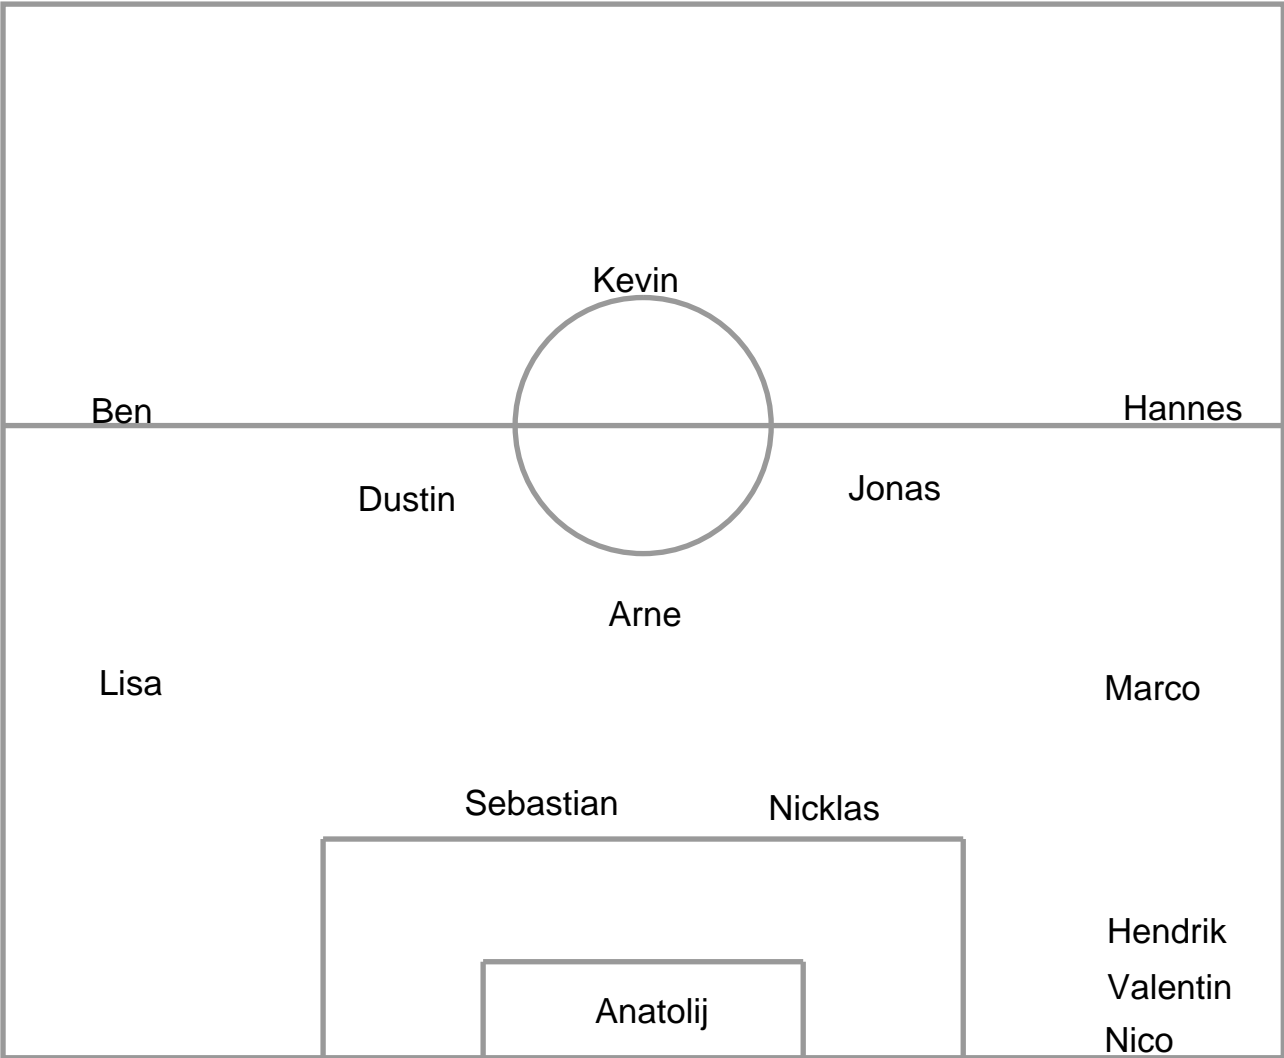 Kevin
Ben
Hannes
Dustin
Jonas
Arne
Lisa
Marco
Sebastian
Nicklas
Hendrik
Valentin
Anatolij
Nico